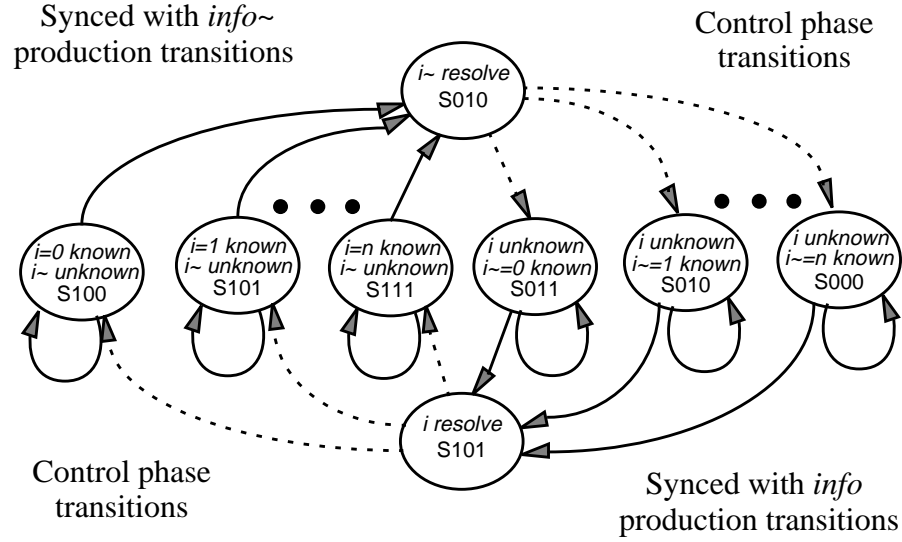 Synced with info~
production transitions
Control phase
transitions
i~ resolve
S010
i=0 known
i~ unknown
S100
i=1 known
i~ unknown
S101
i=n known
i~ unknown
S111
i unknown
i~=0 known
S011
i unknown
i~=1 known
S010
i unknown
i~=n known
S000
i resolve
S101
Control phase
transitions
Synced with info
production transitions